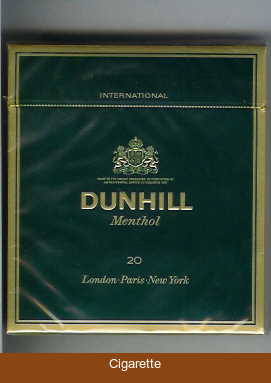 INTERNATIONAL
DUNHILL
Menthol
20
London·Paris·New York
Cigarette